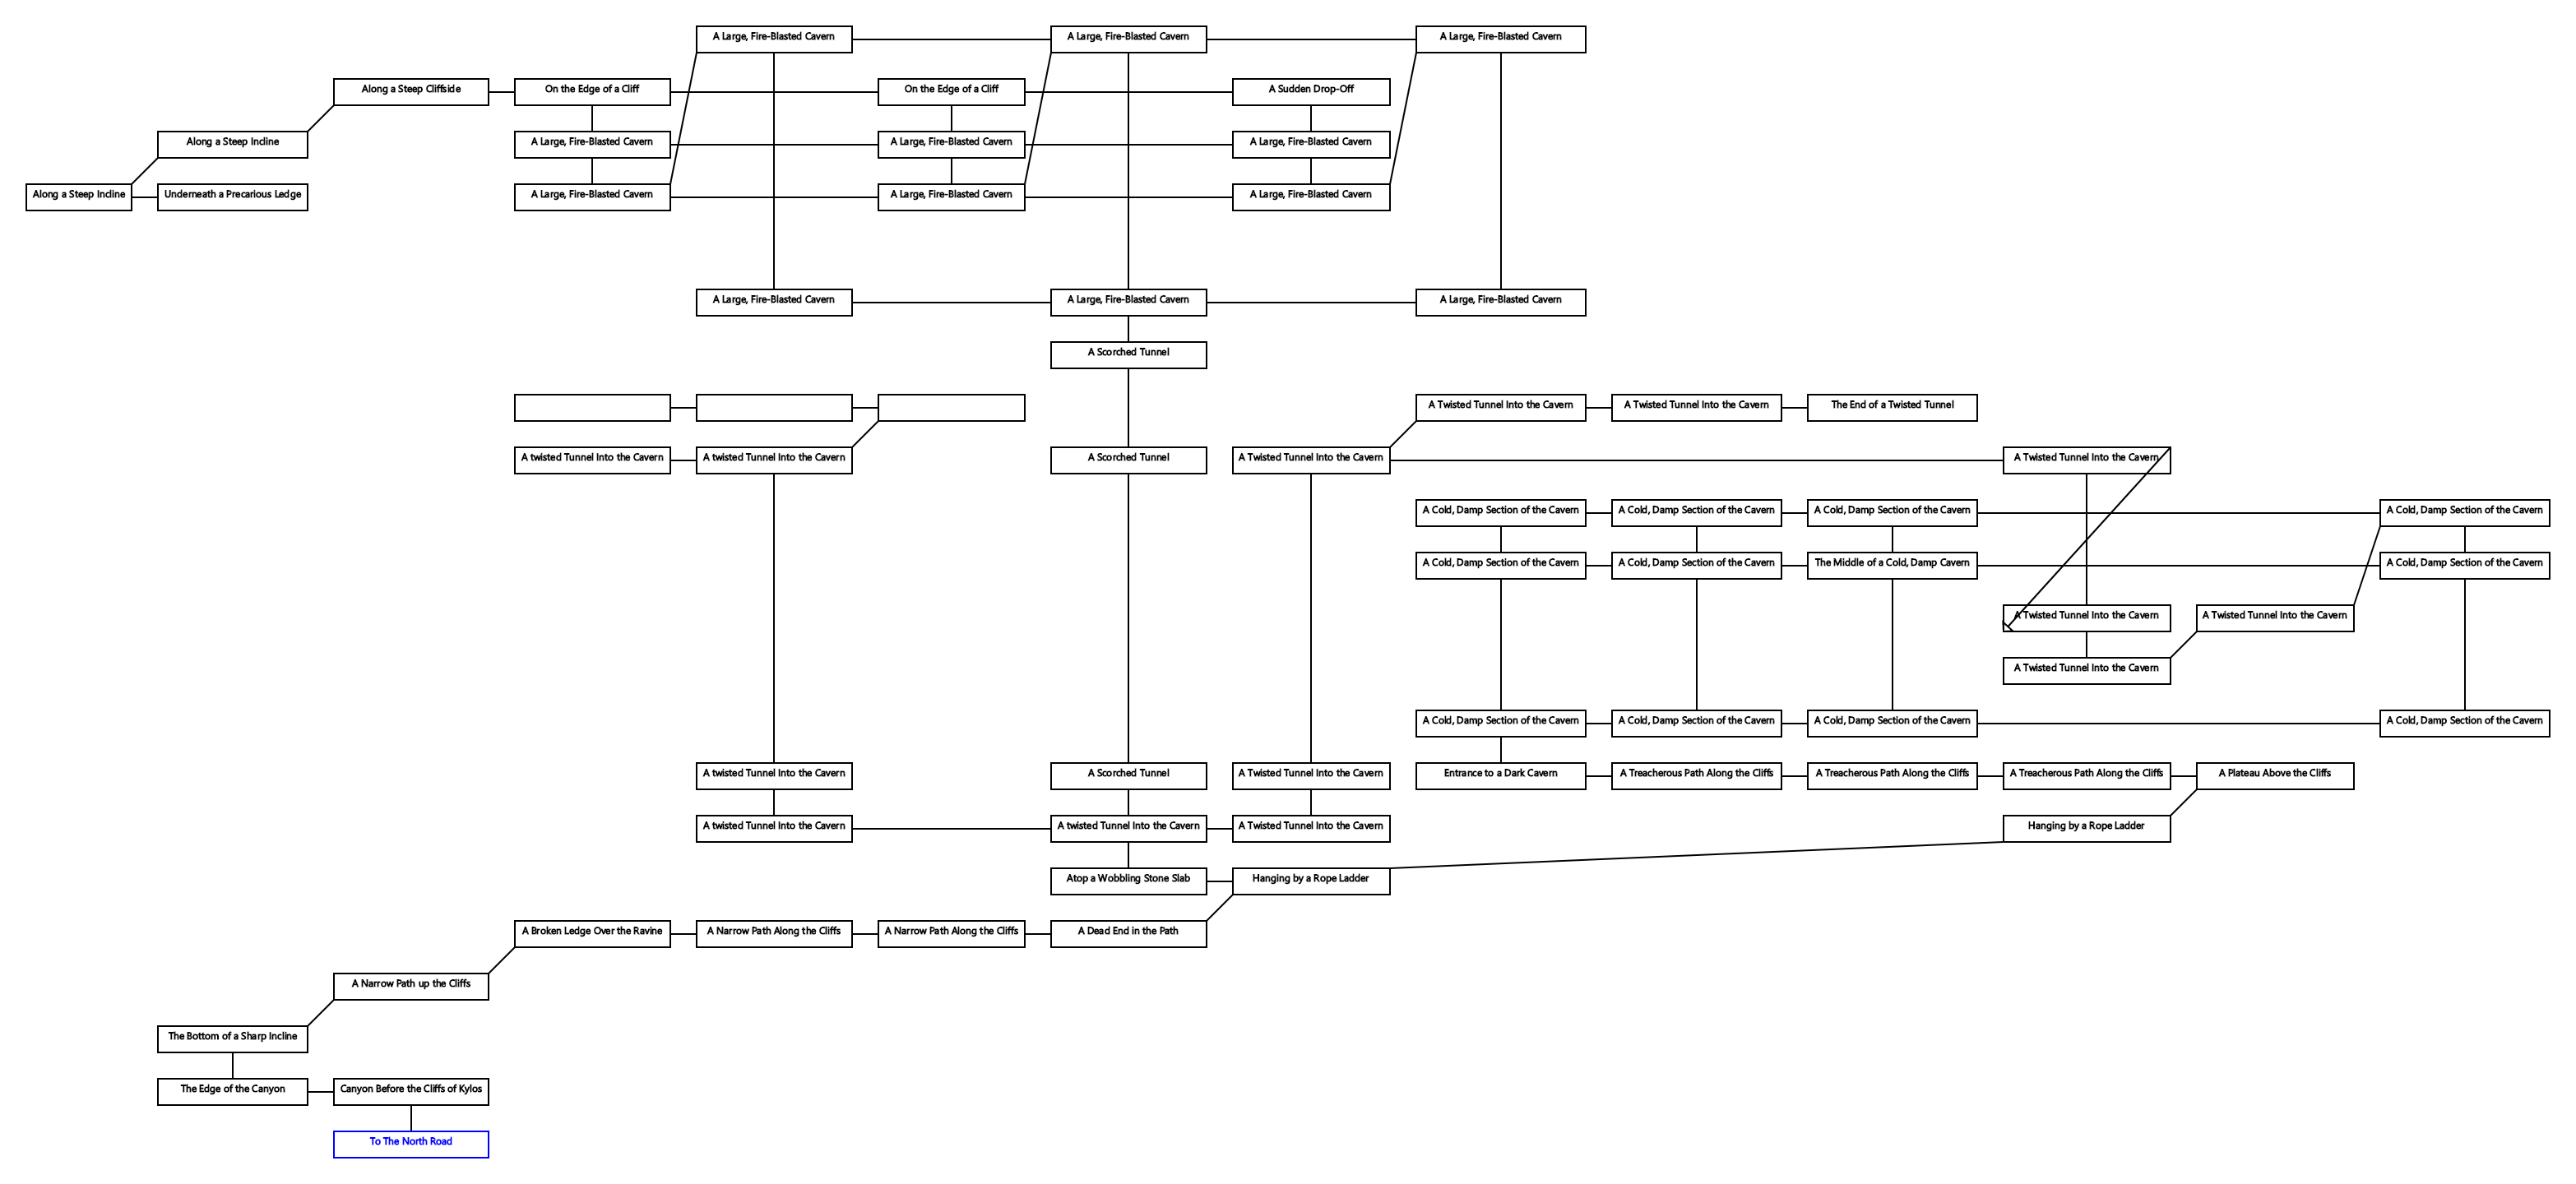 A Large, Fire-Blasted Cavern
A Large, Fire-Blasted Cavern
A Large, Fire-Blasted Cavern
Along a Steep Cliffside
On the Edge of a Cliff
On the Edge of a Cliff
A Sudden Drop-Off
Along a Steep Incline
A Large, Fire-Blasted Cavern
A Large, Fire-Blasted Cavern
A Large, Fire-Blasted Cavern
Along a Steep Incline
Underneath a Precarious Ledge
A Large, Fire-Blasted Cavern
A Large, Fire-Blasted Cavern
A Large, Fire-Blasted Cavern
A Large, Fire-Blasted Cavern
A Large, Fire-Blasted Cavern
A Large, Fire-Blasted Cavern
A Scorched Tunnel
A Twisted Tunnel Into the Cavern
A Twisted Tunnel Into the Cavern
The End of a Twisted Tunnel
A twisted Tunnel Into the Cavern
A twisted Tunnel Into the Cavern
A Scorched Tunnel
A Twisted Tunnel Into the Cavern
A Twisted Tunnel Into the Cavern
A Cold, Damp Section of the Cavern
A Cold, Damp Section of the Cavern
A Cold, Damp Section of the Cavern
A Cold, Damp Section of the Cavern
A Cold, Damp Section of the Cavern
A Cold, Damp Section of the Cavern
The Middle of a Cold, Damp Cavern
A Cold, Damp Section of the Cavern
A Twisted Tunnel Into the Cavern
A Twisted Tunnel Into the Cavern
A Twisted Tunnel Into the Cavern
A Cold, Damp Section of the Cavern
A Cold, Damp Section of the Cavern
A Cold, Damp Section of the Cavern
A Cold, Damp Section of the Cavern
A twisted Tunnel Into the Cavern
A Scorched Tunnel
A Twisted Tunnel Into the Cavern
Entrance to a Dark Cavern
A Treacherous Path Along the Cliffs
A Treacherous Path Along the Cliffs
A Treacherous Path Along the Cliffs
A Plateau Above the Cliffs
A twisted Tunnel Into the Cavern
A twisted Tunnel Into the Cavern
A Twisted Tunnel Into the Cavern
Hanging by a Rope Ladder
Atop a Wobbling Stone Slab
Hanging by a Rope Ladder
A Broken Ledge Over the Ravine
A Narrow Path Along the Cliffs
A Narrow Path Along the Cliffs
A Dead End in the Path
A Narrow Path up the Cliffs
The Bottom of a Sharp Incline
The Edge of the Canyon
Canyon Before the Cliffs of Kylos
To The North Road